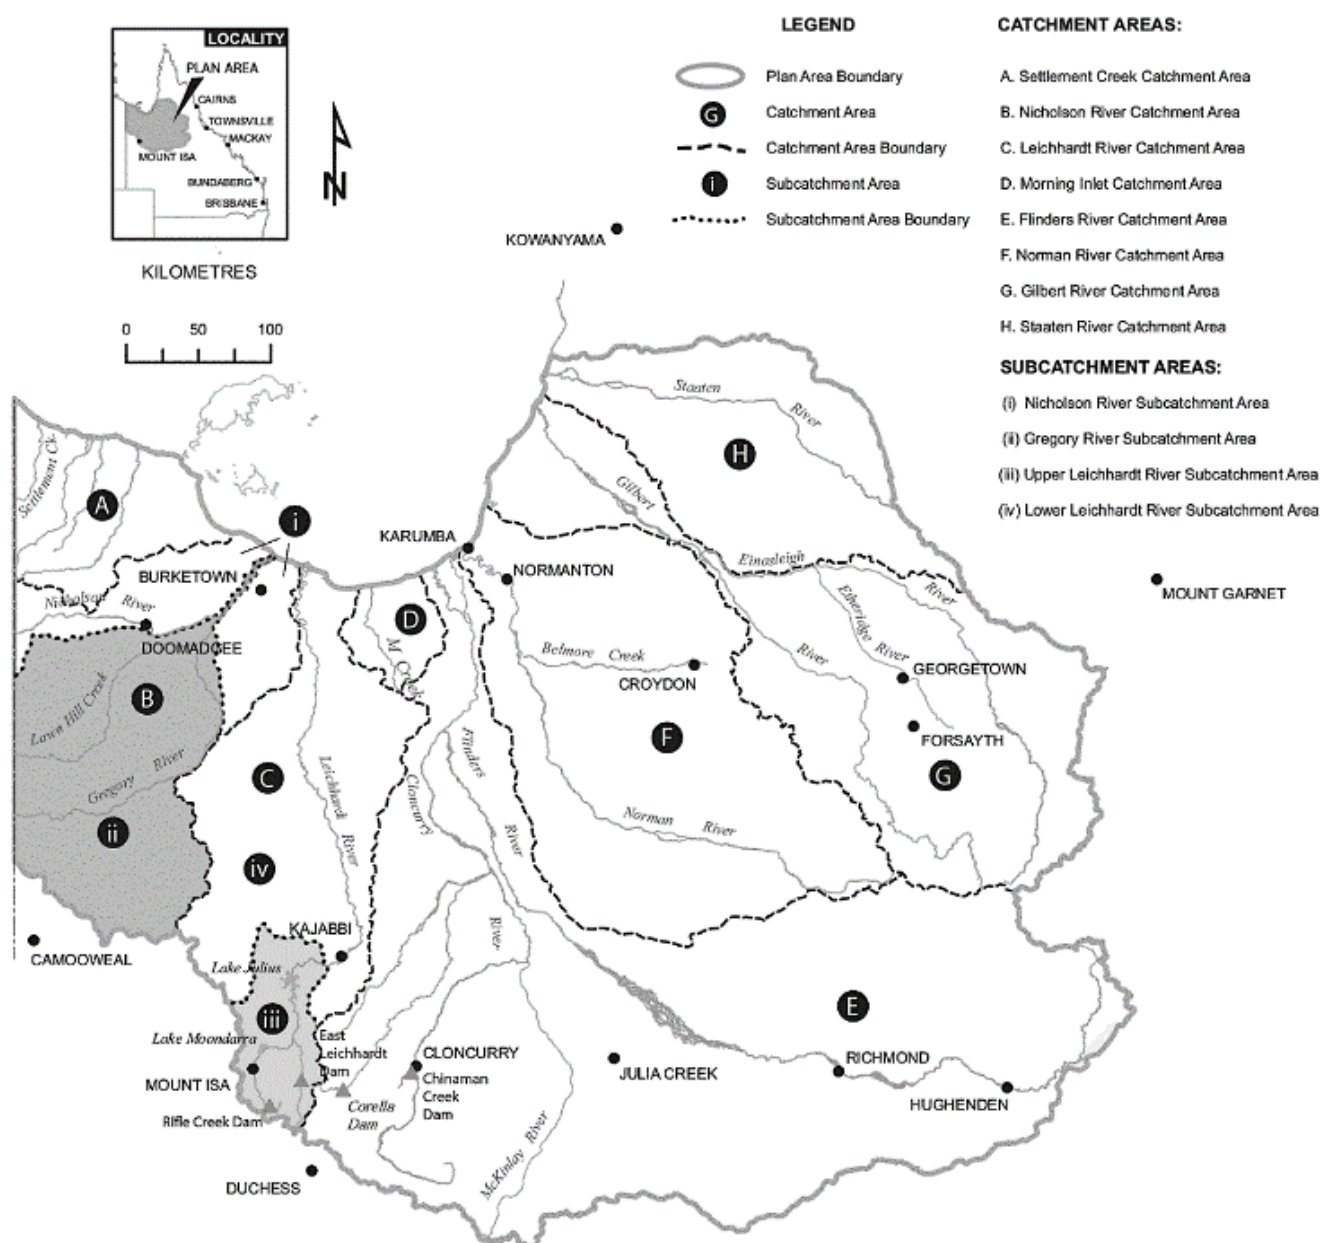 LOCALITY
PLAN AREA
CAIRNS
TOWNSVILLE
MACKAY
MOUNT ISA
BUNDABERG
BRISBANE
N
KILOMETRES
0 50 100
LEGEND
Plan Area Boundary
G Catchment Area
Catchment Area Boundary
i Subcatchment Area
Subcatchment Area Boundary
CATCHMENT AREAS:
A. Settlement Creek Catchment Area
B. Nicholson River Catchment Area
C. Leichhardt River Catchment Area
D. Morning Inlet Catchment Area
E. Flinders River Catchment Area
F. Norman River Catchment Area
G. Gilbert River Catchment Area
H. Staaten River Catchment Area
SUBCATCHMENT AREAS:
(i) Nicholson River Subcatchment Area
(ii) Gregory River Subcatchment Area
(iii) Upper Leichhardt River Subcatchment Area
(iv) Lower Leichhardt River Subcatchment Area
KOWANYAMA
Staaten
River
H
Settlement Ck
A
i
Gilbert
KARUMBA
NORMANTON
Einasleigh
River
MOUNT GARNET
BURKETOWN
Nicholson River
DOOMADGEE
D
M Creek
Belmore Creek
CROYDON
Etheridge
River
River
GEORGETOWN
FORSAYTH
B
Lawn Hill Creek
Gregory River
F
G
C
Leichhardt
River
Cloncurry
Flinders
River
Norman River
ii
iv
KAJABBI
River
CAMOOWEAL
Lake Julius
iii
E
Lake Moondarra
East
Leichhardt
Dam
CLONCURRY
Chinaman
Creek
Dam
JULIA CREEK
RICHMOND
HUGHENDEN
MOUNT ISA
Corella
Dam
Rifle Creek Dam
McKinlay River
DUCHESS